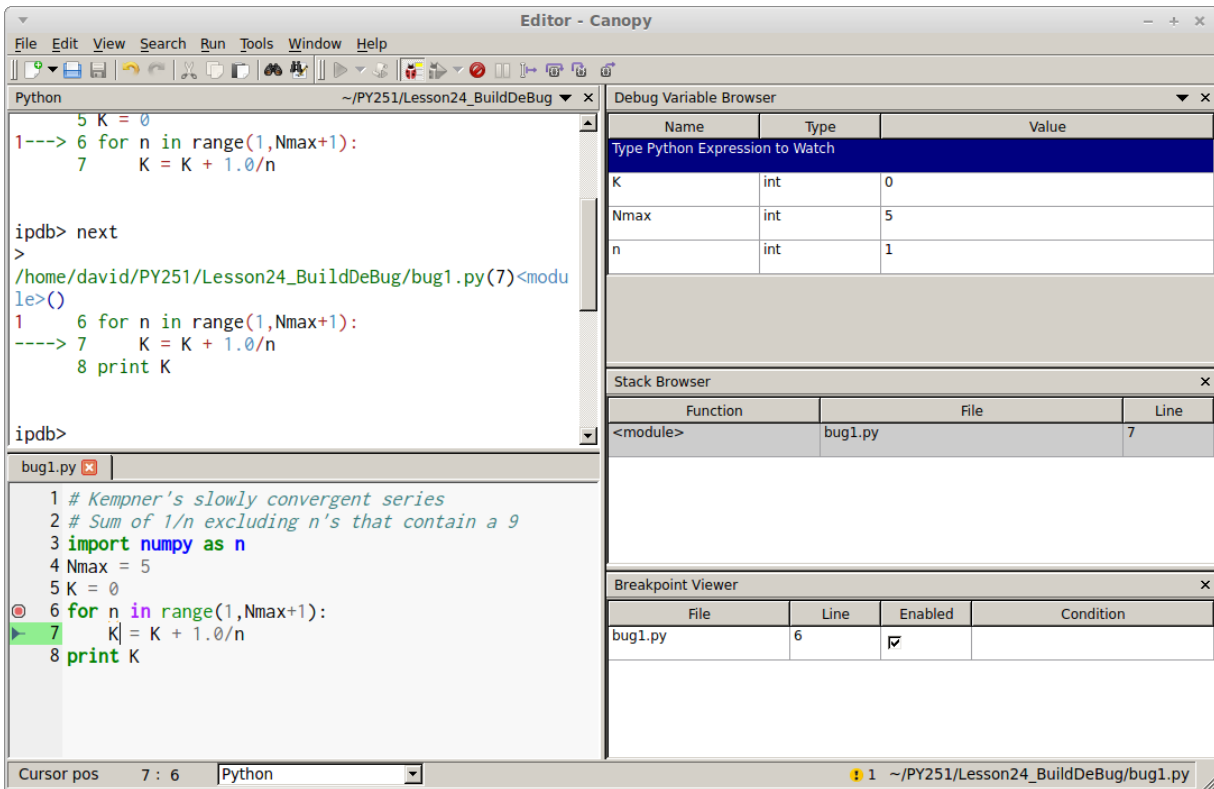 Editor - Canopy
File Edit View Search Run Tools Window Help
Python ~/PY251/Lesson24_BuildDeBug
5 K = 0
1---> 6 for n in range(1,Nmax+1):
7 K = K + 1.0/n
ipdb> next
>
/home/david/PY251/Lesson24_BuildDeBug/bug1.py(7)<modu
le>()
1 6 for n in range(1,Nmax+1):
----> 7 K = K + 1.0/n
8 print K
ipdb>
bug1.py
1 # Kempner's slowly convergent series
2 # Sum of 1/n excluding n's that contain a 9
3 import numpy as n
4 Nmax = 5
5 K = 0
6 for n in range(1,Nmax+1):
7 K = K + 1.0/n
8 print K
Debug Variable Browser
Name Type Value
Type Python Expression to Watch
K int 0
Nmax int 5
n int 1
Stack Browser
Function File Line
<module> bug1.py 7
Breakpoint Viewer
File Line Enabled Condition
bug1.py 6
Cursor pos 7 : 6 Python 1 ~/PY251/Lesson24_BuildDeBug/bug1.py